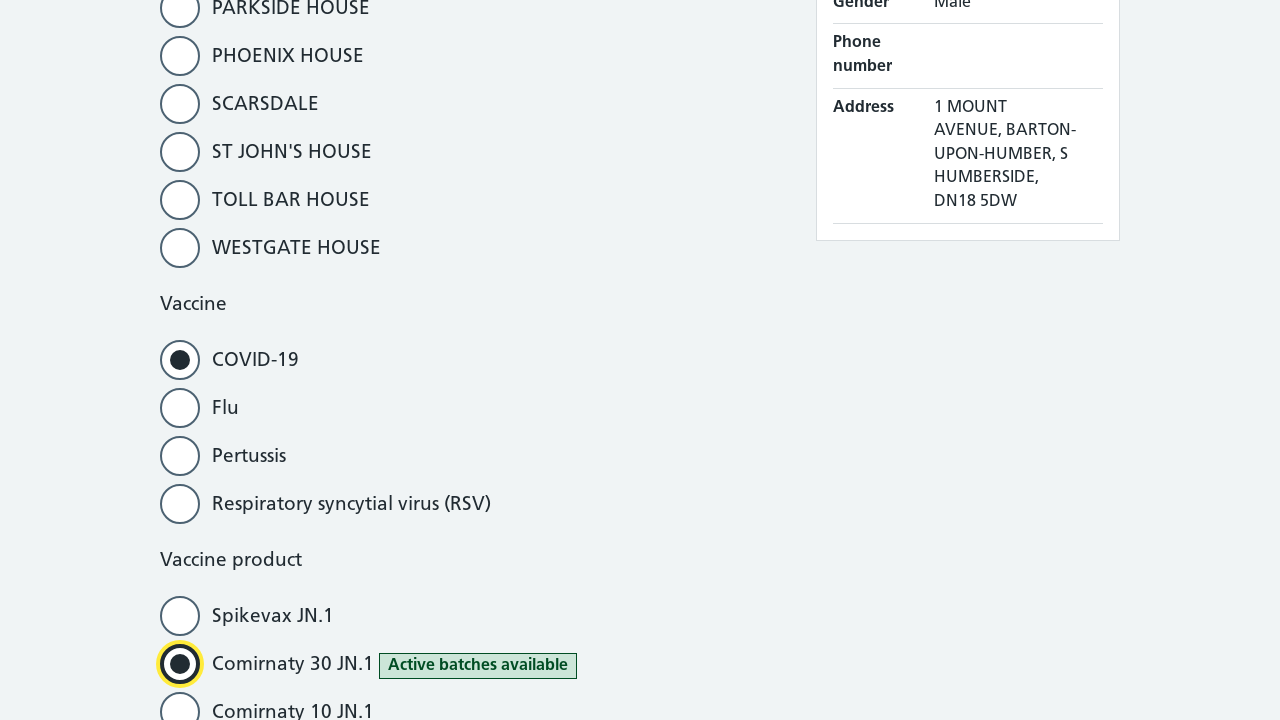 PARKSIDE HOUSE
PHOENIX HOUSE
SCARSDALE
ST JOHN'S HOUSE
TOLL BAR HOUSE
WESTGATE HOUSE
Vaccine
COVID-19
Flu
Pertussis
Respiratory syncytial virus (RSV)
Vaccine product
Spikevax JN.1
Comirnaty 30 JN.1 Active batches available
Comirnaty 10 JN.1
Gender Male
Phone
number
Address 1 MOUNT
AVENUE, BARTON-
UPON-HUMBER, S
HUMBERSIDE,
DN18 5DW